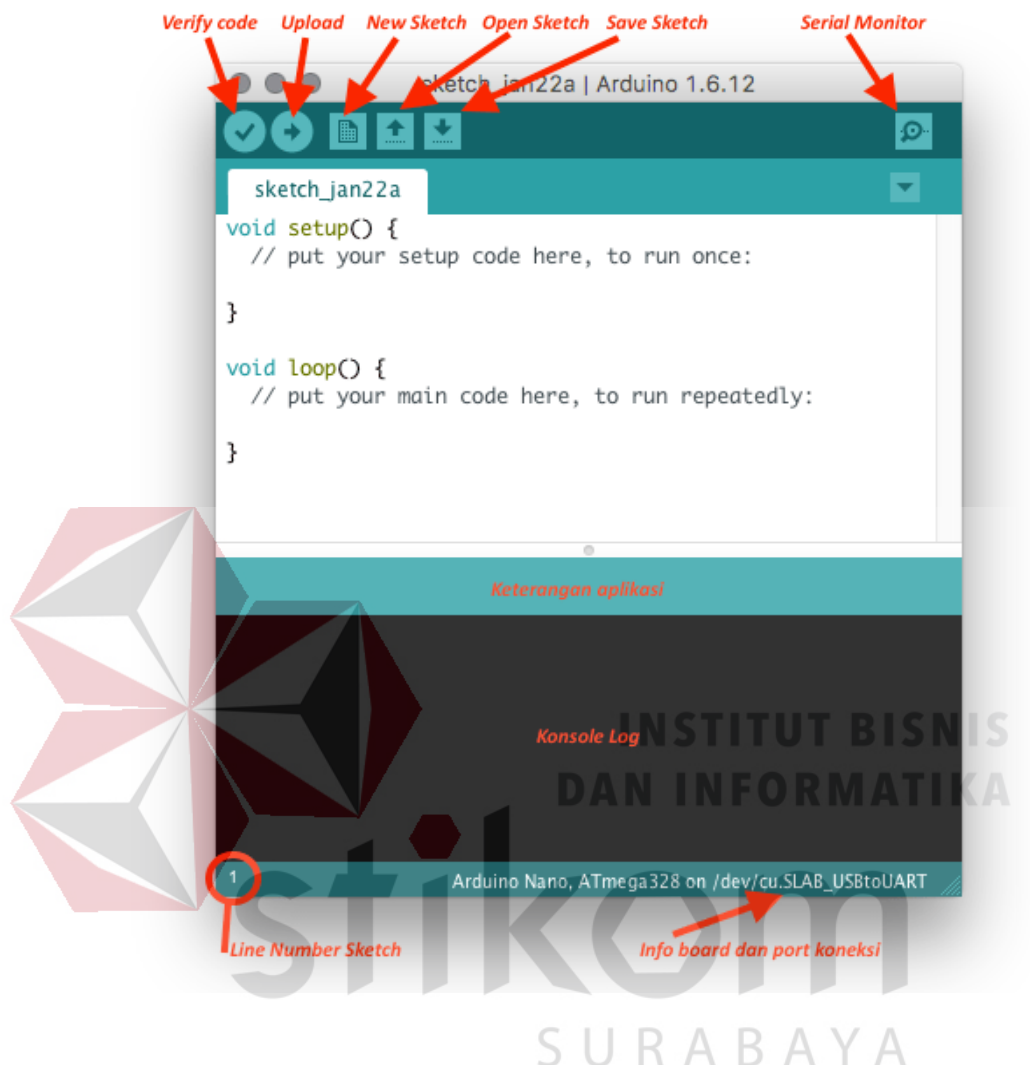 Verify code Upload New Sketch Open Sketch Save Sketch Serial Monitor
sketch_jan22a | Arduino 1.6.12
sketch_jan22a
void setup() {
// put your setup code here, to run once:
}
void loop() {
// put your main code here, to run repeatedly:
}
Keterangan aplikasi
Konsole Log
INSTITUT BISNIS
DAN INFORMATIKA
1
Arduino Nano, ATmega328 on /dev/cu.SLAB_USBtoUART
stikom
Line Number Sketch
Info board dan port koneksi
SURABAYA